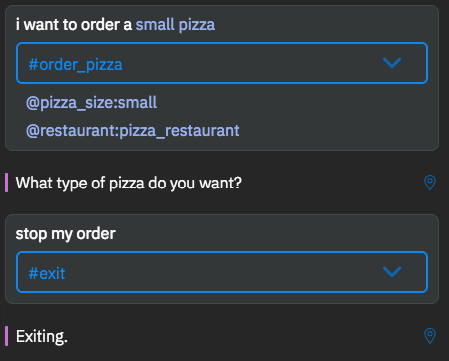 i want to order a small pizza
#order_pizza
@pizza_size:small
@restaurant:pizza_restaurant
What type of pizza do you want?
stop my order
#exit
Exiting.